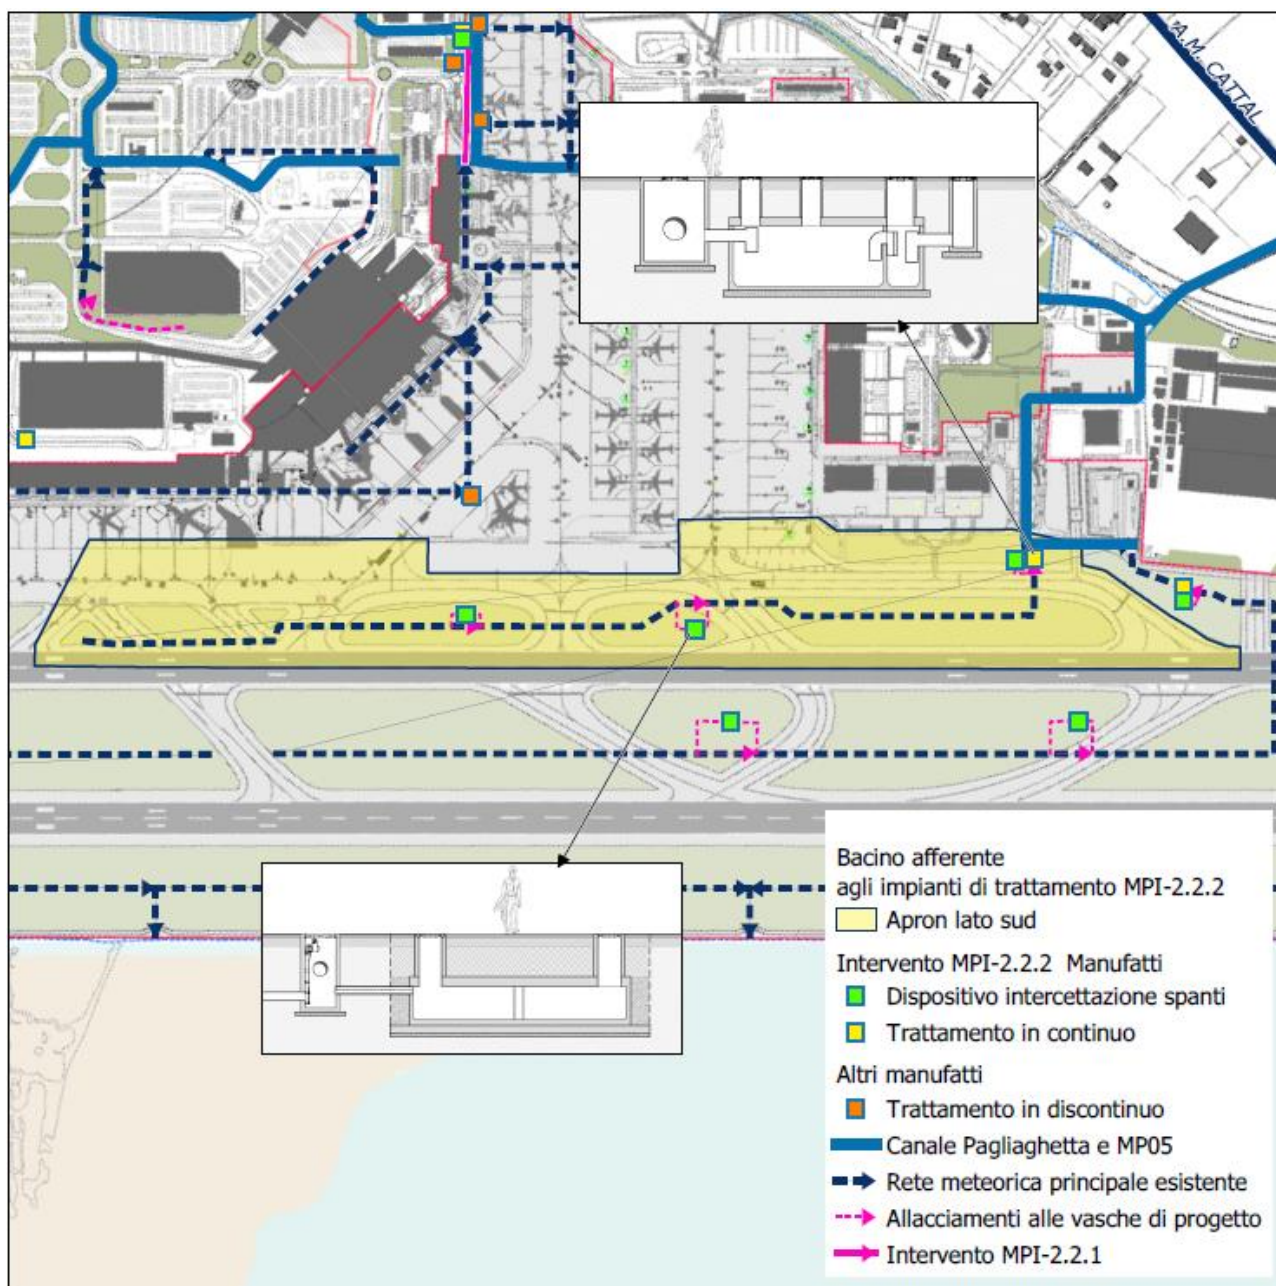 A.M. CATTAL
Bacino afferente
agli impianti di trattamento MPI-2.2.2
Apron lato sud
Intervento MPI-2.2.2 Manufatti
Dispositivo intercettazione spanti
Trattamento in continuo
Altri manufatti
Trattamento in discontinuo
Canale Pagliaghetta e MP05
Rete meteorica principale esistente
Allacciamenti alle vasche di progetto
Intervento MPI-2.2.1